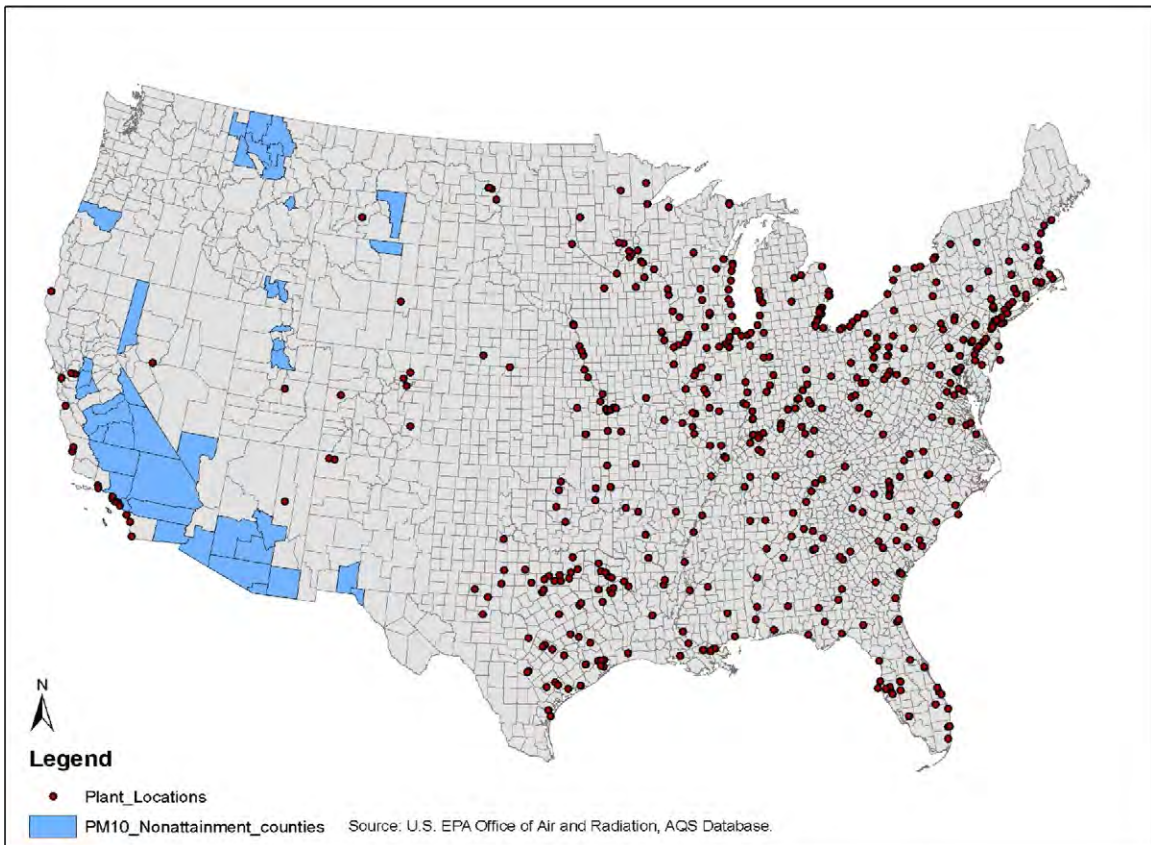 N
Legend
Plant_Locations
PM10_Nonattainment_counties Source: U.S. EPA Office of Air and Radiation, AQS Database.